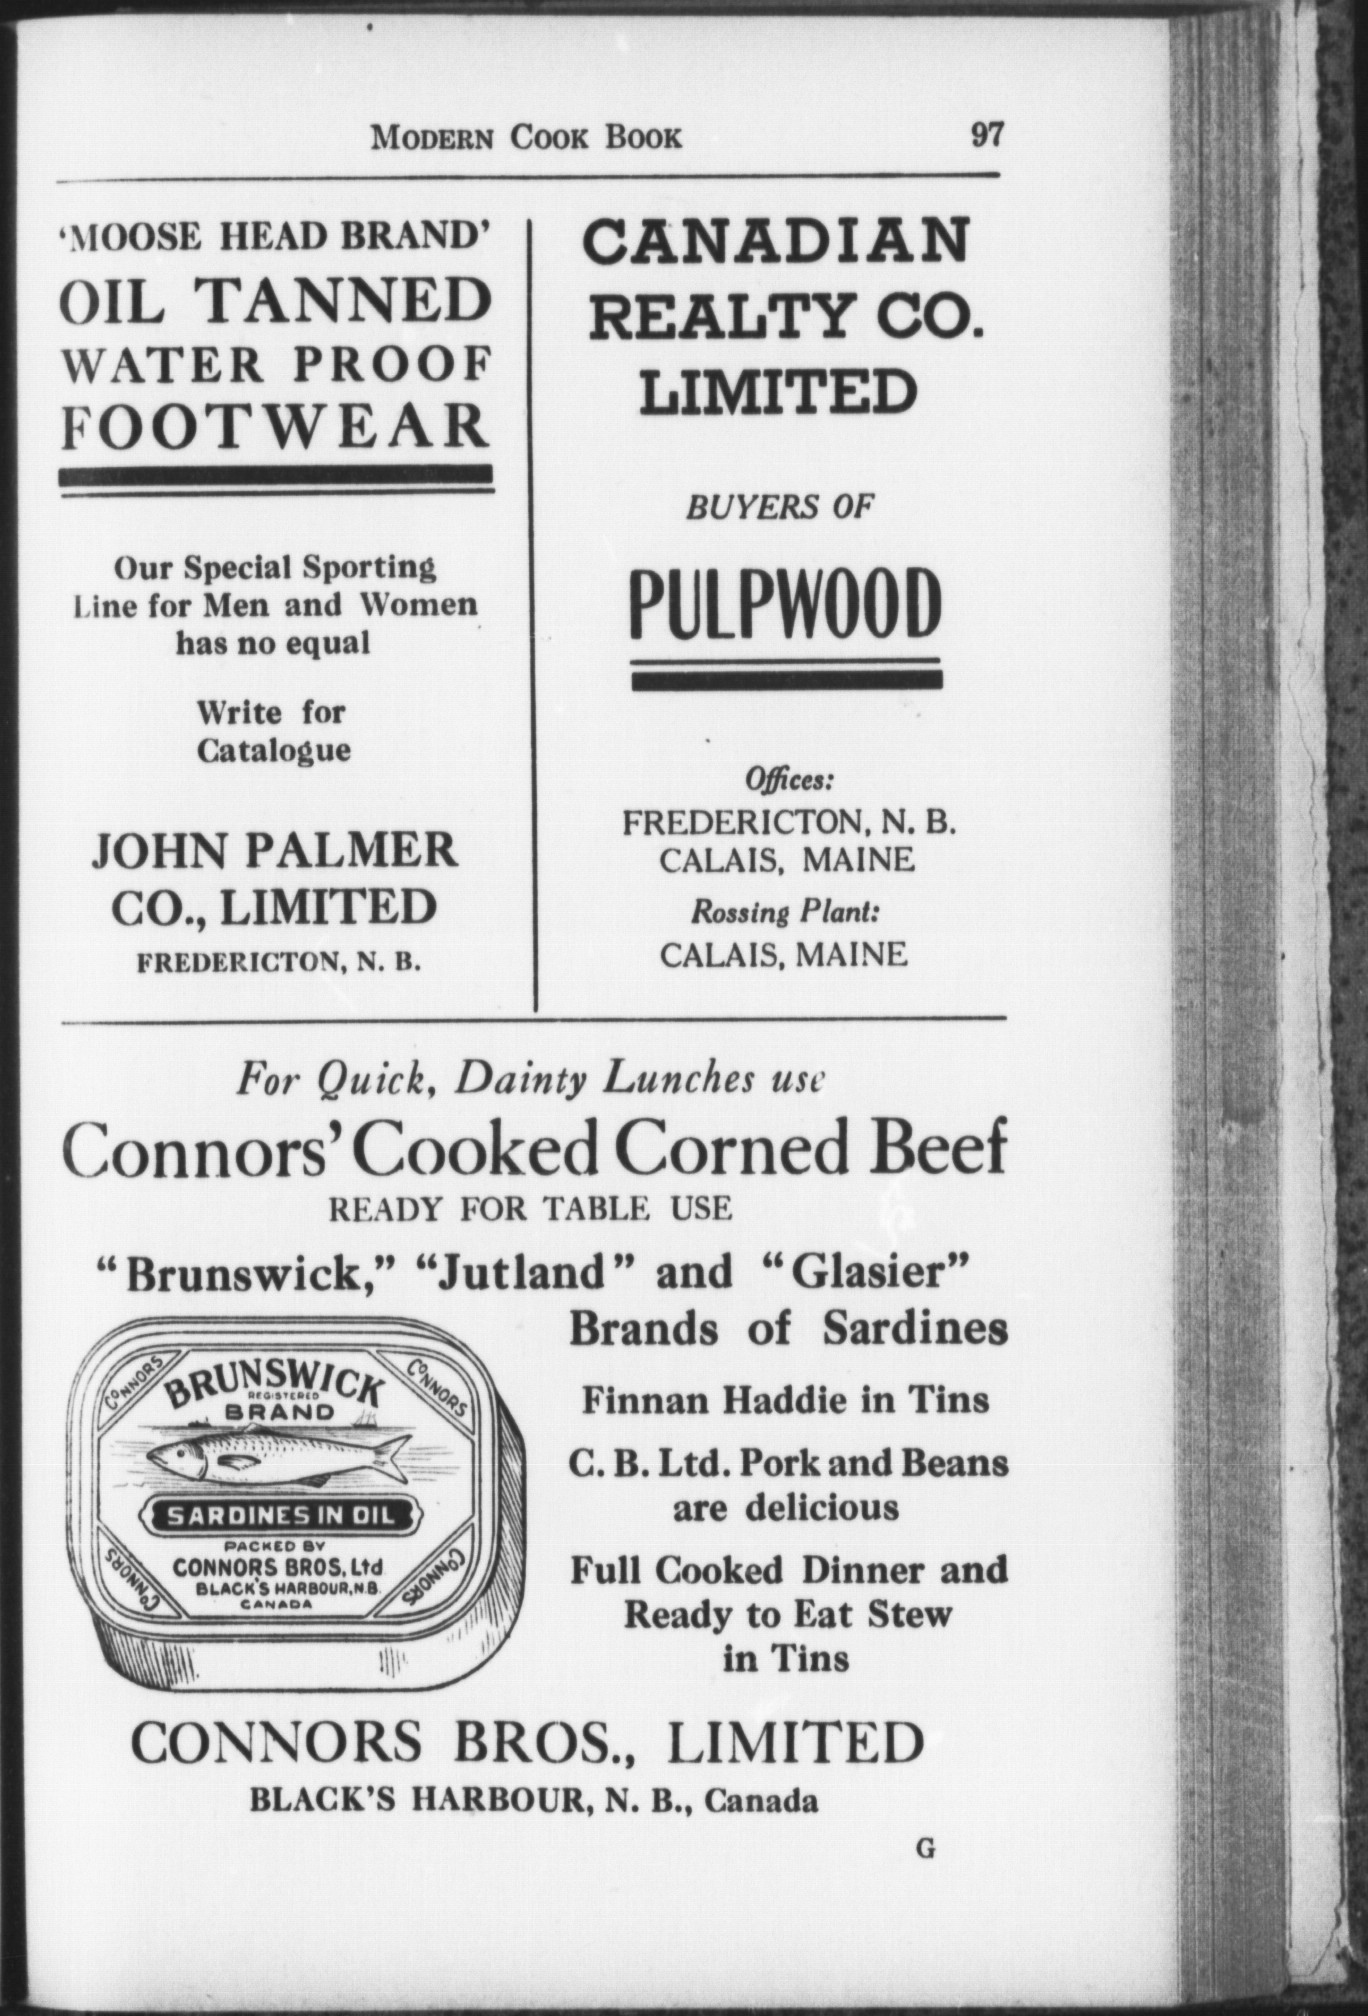 MODERN COOK BOOK 97
'MOOSE HEAD BRAND'
OIL TANNED
WATER PROOF
FOOTWEAR
Our Special Sporting
Line for Men and Women
has no equal
Write for
Catalogue
JOHN PALMER
CO., LIMITED
FREDERICTON, N. B.
CANADIAN
REALTY CO.
LIMITED
BUYERS OF
PULPWOOD
Offices:
FREDERICTON, N. B.
CALAIS, MAINE
Rossing Plant:
CALAIS, MAINE
For Quick, Dainty Lunches use
Connors' Cooked Corned Beef
READY FOR TABLE USE
"Brunswick," "Jutland" and "Glasier"
Brands of Sardines
Finnan Haddie in Tins
C. B. Ltd. Pork and Beans
are delicious
Full Cooked Dinner and
Ready to Eat Stew
in Tins
CONNORS
CONNORS
BRUNSWICK
REGISTERED
BRAND
SARDINES IN OIL
PACKED BY
CONNORS BROS, Ltd
BLACK'S HARBOUR, N.B.
CANADA
CONNORS
CONNORS
CONNORS BROS., LIMITED
BLACK'S HARBOUR, N. B., Canada
G